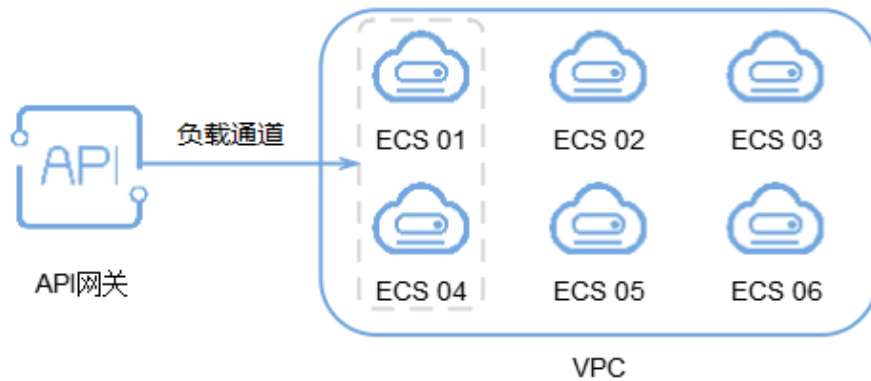 负载通道
API
API网关
ECS 01
ECS 02
ECS 03
ECS 04
ECS 05
ECS 06
VPC